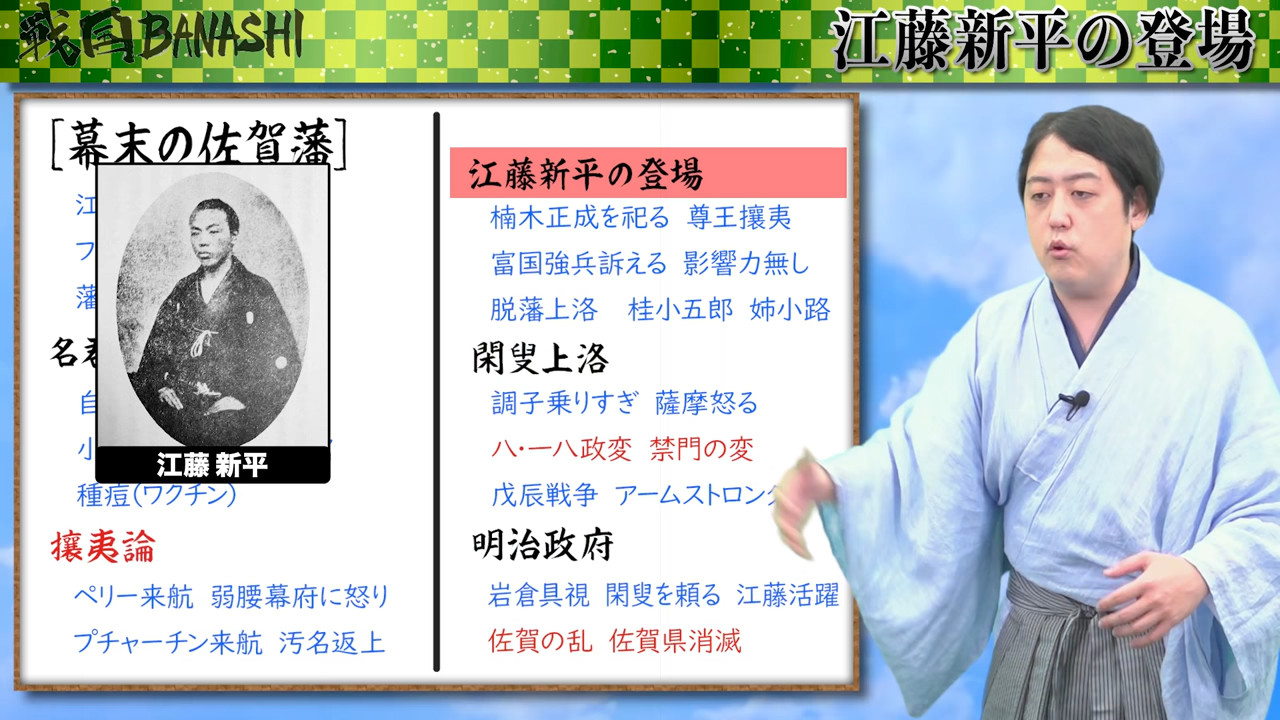 戦国BANASHI
江藤新平の登場
[幕末の佐賀藩]
江
フ
藩
名君
自
小
種痘(ワクチン)
攘夷論
ペリー来航 弱腰幕府に怒り
プチャーチン来航 汚名返上
江藤 新平
江藤新平の登場
楠木正成を祀る 尊王攘夷
富国強兵訴える 影響力無し
脱藩上洛 桂小五郎 姉小路
閑叟上洛
調子乗りすぎ 薩摩怒る
八・一八政変 禁門の変
戊辰戦争 アームストロング
明治政府
岩倉具視 閑叟を頼る 江藤活躍
佐賀の乱 佐賀県消滅